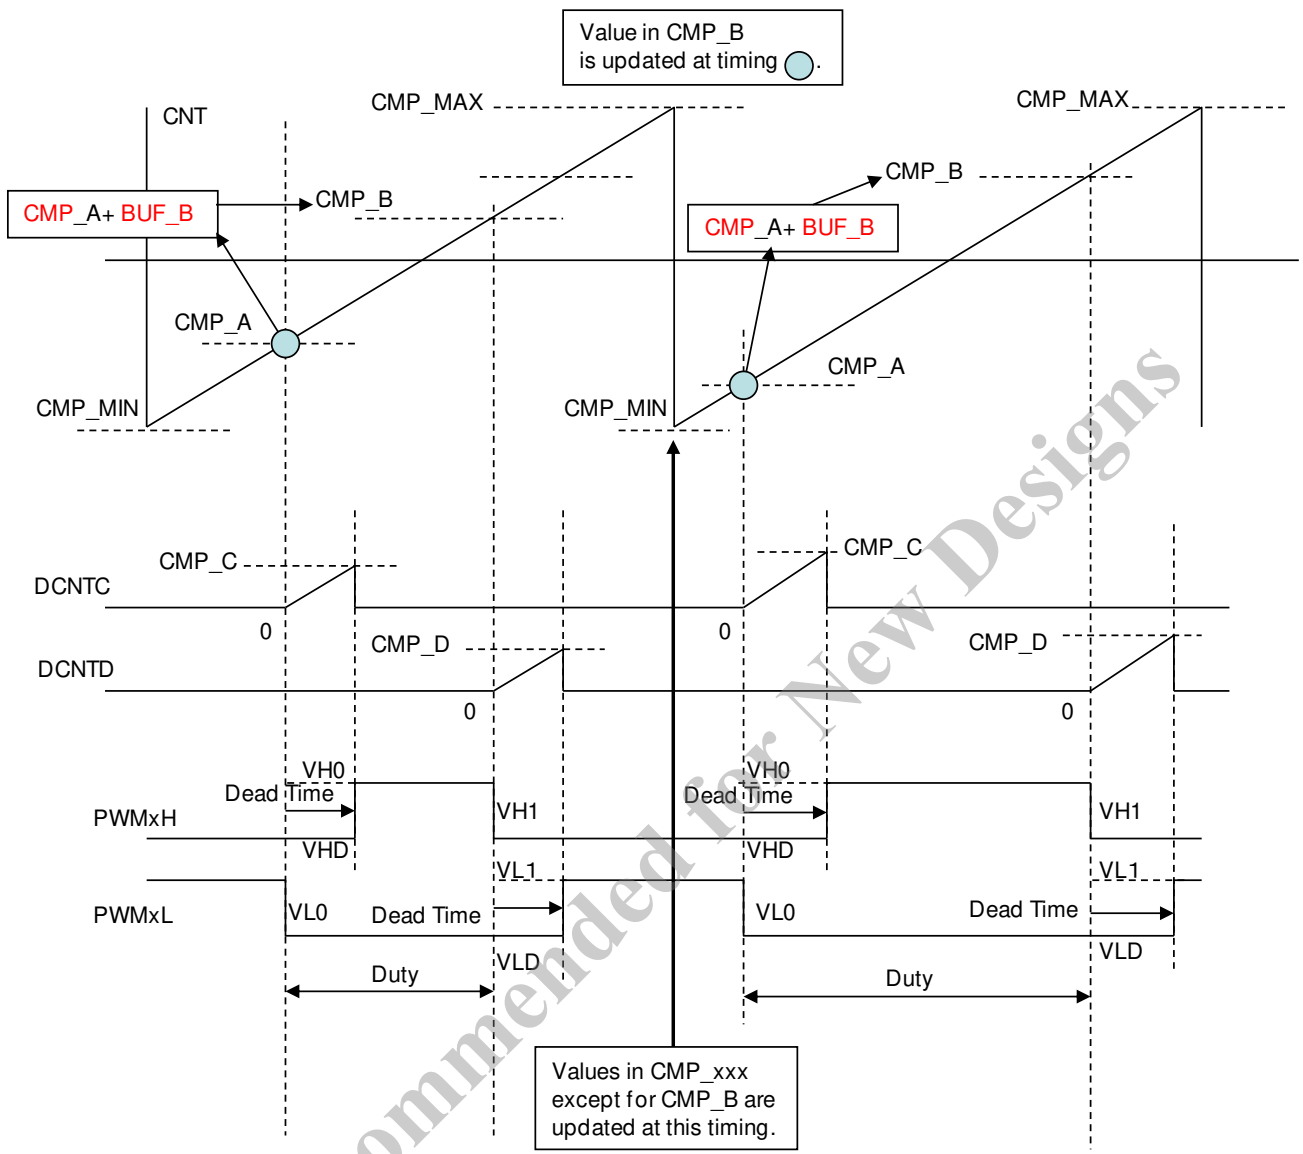 Value in CMP_B
is updated at timing .
CNT
CMP_MAX
CMP_MAX
CMP_A+ BUF_B
CMP_B
CMP_B
CMP_A+ BUF_B
CMP_A
CMP_A
CMP_MIN
CMP_MIN
CMP_C
CMP_C
DCNTC
0
0
CMP_D
CMP_D
DCNTD
0
0
VH0
VH0
Dead Time
Dead Time
PWMxH
VH1
VH1
VHD
VHD
VL1
VL1
PWMxL
VL0
Dead Time
VL0
Dead Time
VLD
VLD
Duty
Duty
Values in CMP_xxx
except for CMP_B are
updated at this timing.
ommended for New Designs